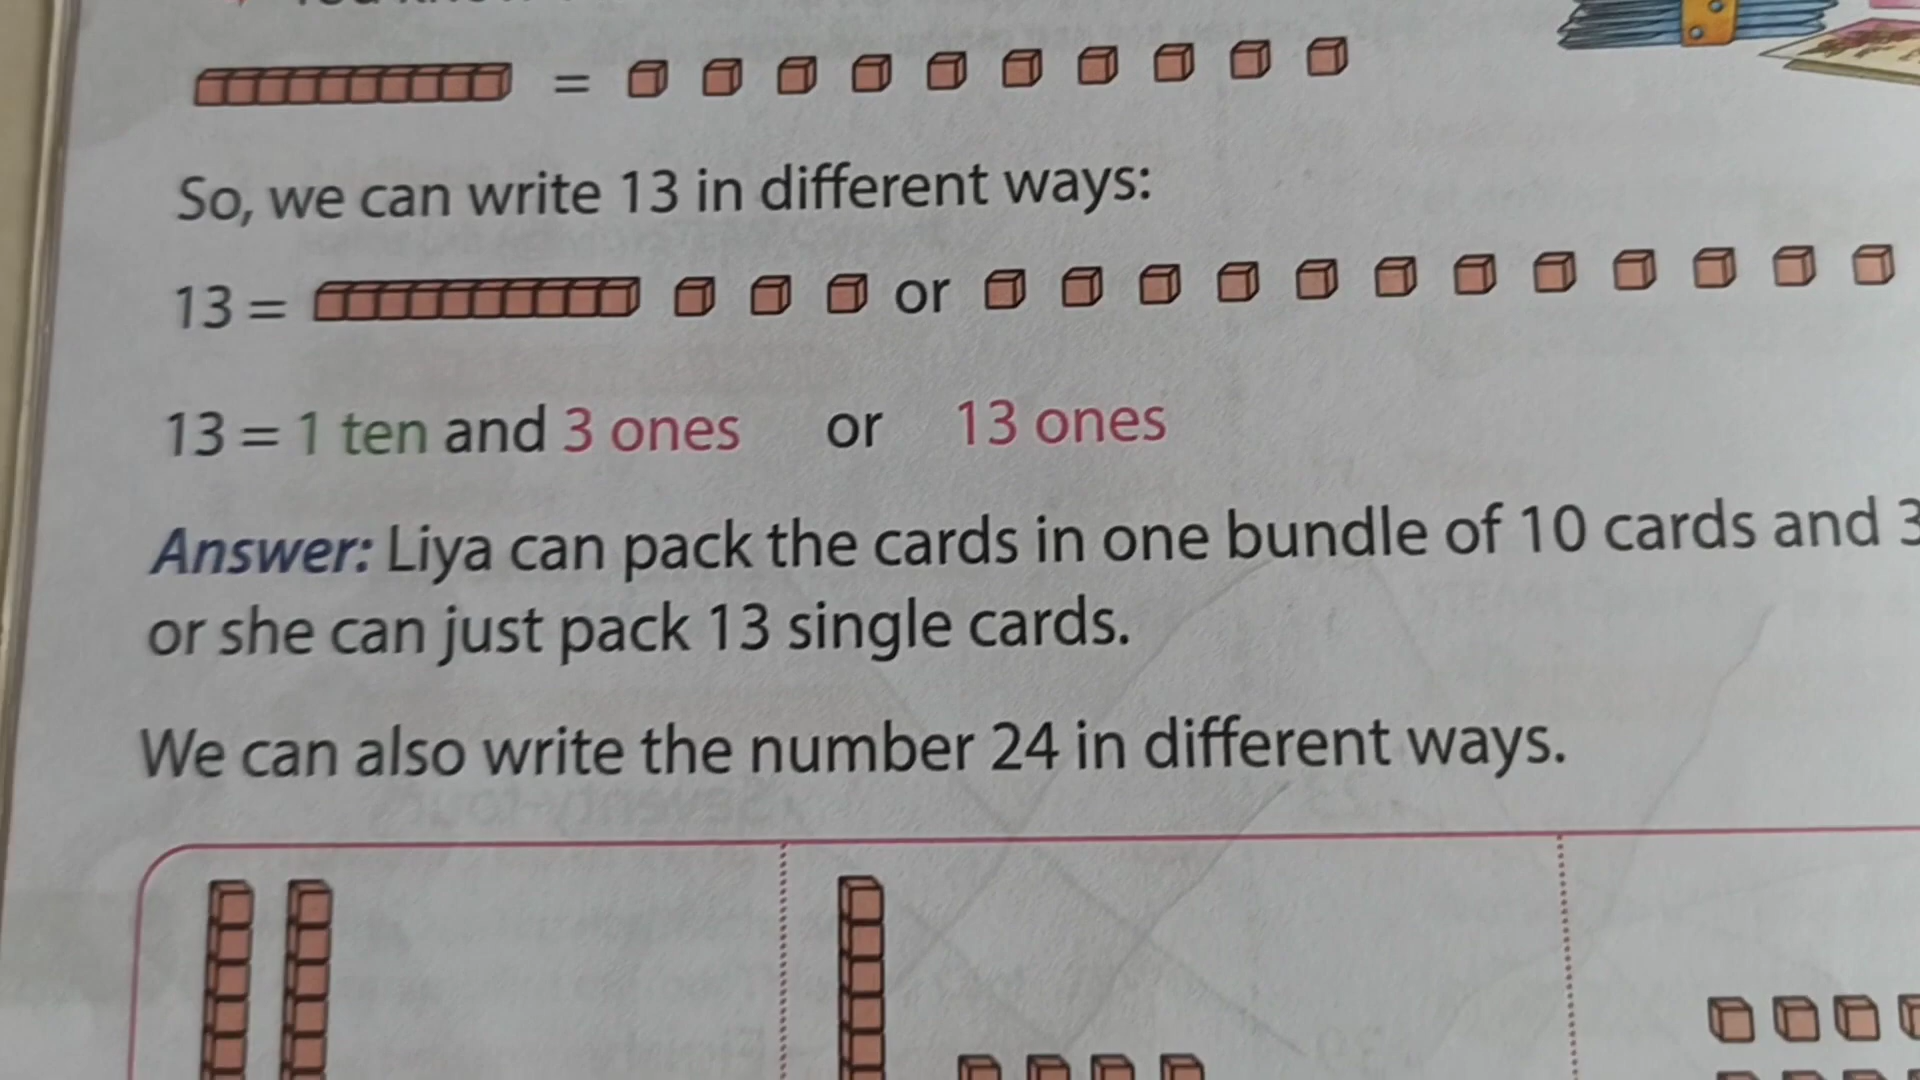 =
So, we can write 13 in different ways:
13 = or
13 = 1 ten and 3 ones or 13 ones
Answer: Liya can pack the cards in one bundle of 10 cards and 3
or she can just pack 13 single cards.
We can also write the number 24 in different ways.